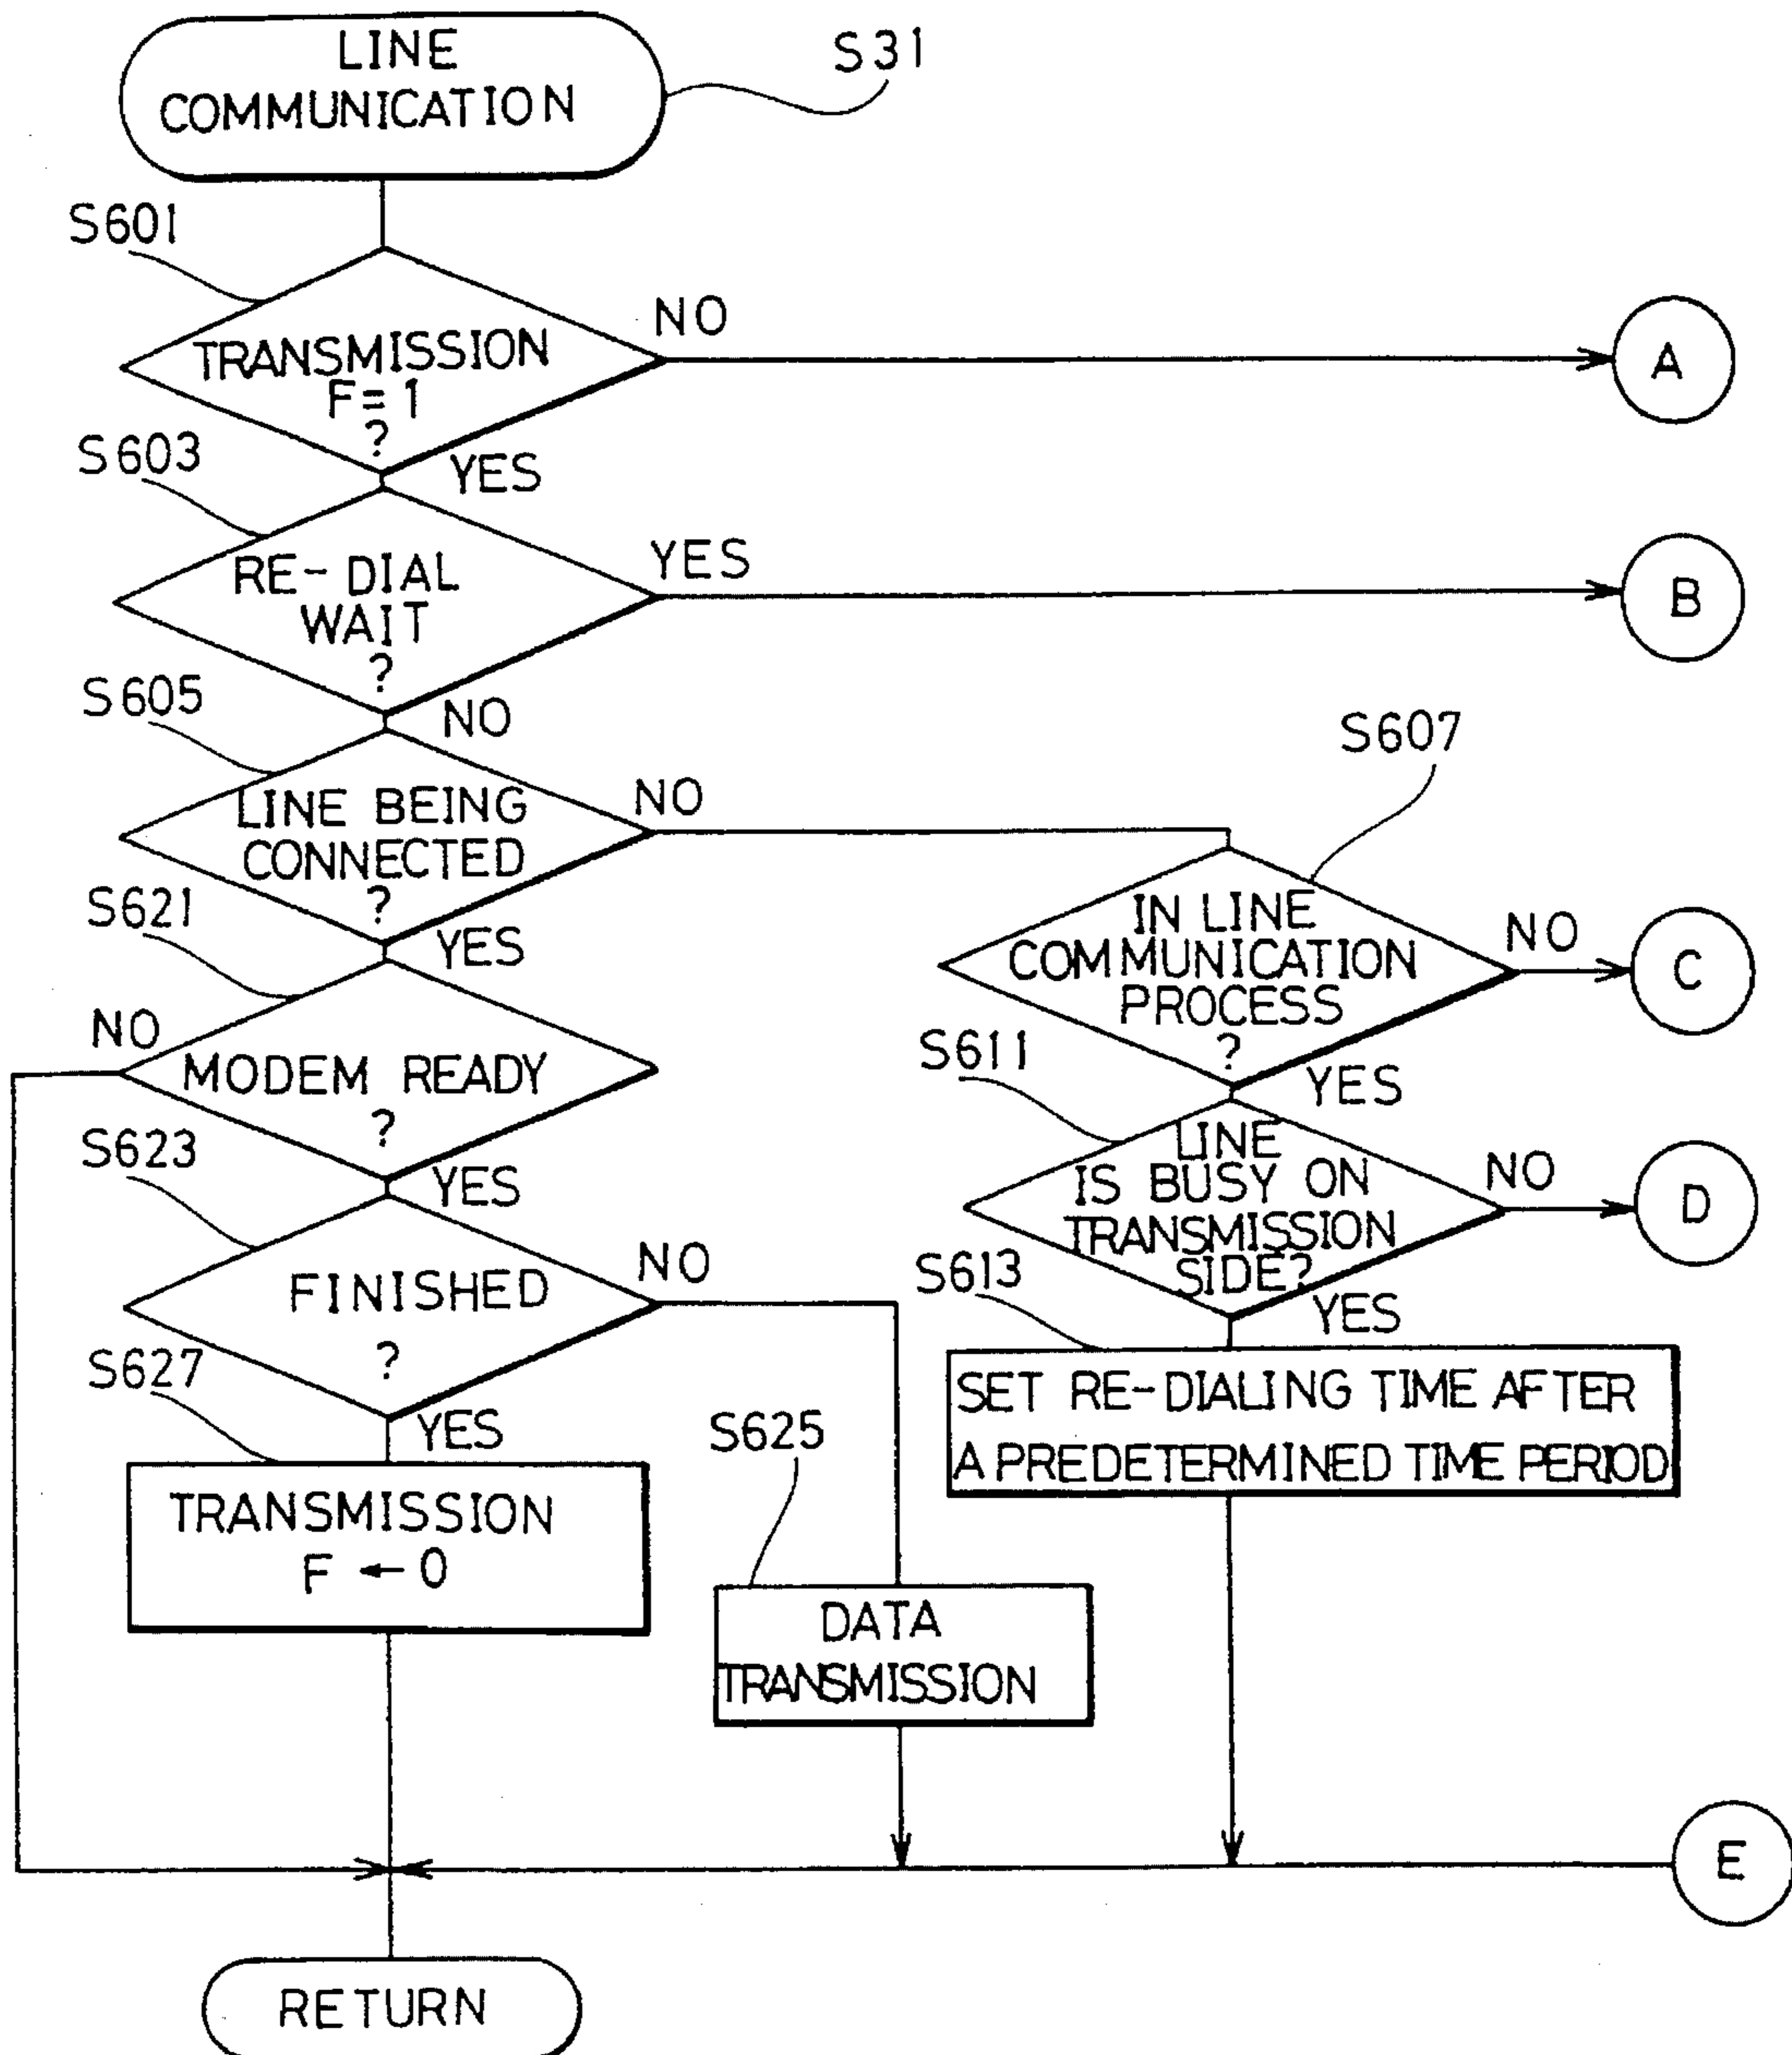 LINE
COMMUNICATION
S31
S601
TRANSMISSION
F=1
?
NO
A
YES
S603
RE-DIAL
WAIT
?
YES
B
NO
S605
LINE BEING
CONNECTED
?
NO
YES
S607
IN LINE
COMMUNICATION
PROCESS
?
NO
C
YES
S621
NO
MODEM READY
?
YES
S611
LINE
IS BUSY ON
TRANSMISSION
SIDE?
NO
D
YES
S623
FINISHED
?
NO
YES
S613
SET RE-DIALING TIME AFTER
A PREDETERMINED TIME PERIOD
S627
TRANSMISSION
F ← 0
S625
DATA
TRANSMISSION
E
RETURN